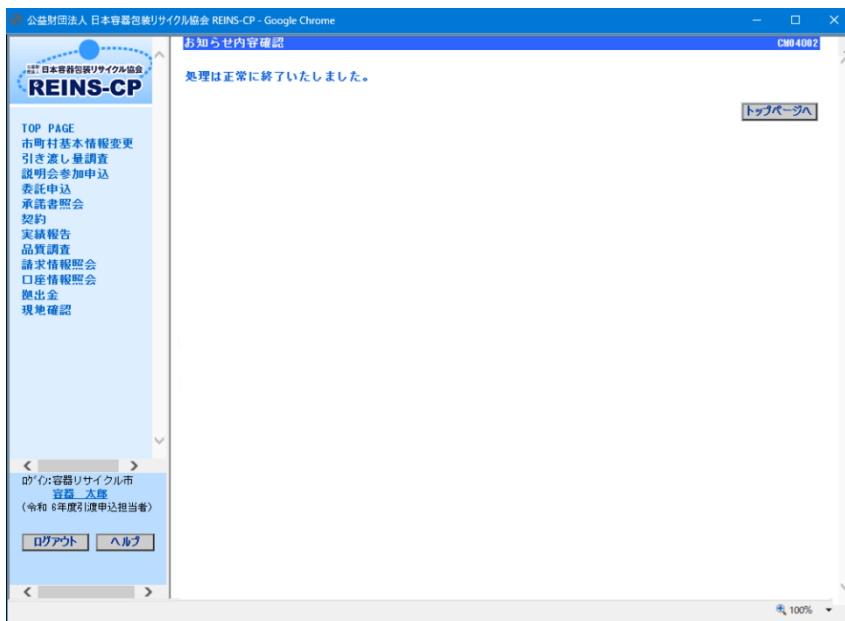 公益財団法人 日本容器包装リサイクル協会 REINS-CP - Google Chrome
日本容器包装リサイクル協会
REINS-CP
TOP PAGE
市町村基本情報変更
引き渡し量調査
説明会参加申込
委託申込
承諾書照会
契約
実績報告
品質調査
請求情報照会
口座情報照会
拠出金
現地確認
ログイン:容器リサイクル市
容器 太郎
(令和 6年度引渡申込担当者)
ログアウト ヘルプ
お知らせ内容確認 CM04002
処理は正常に終了いたしました。
トップページへ
100%